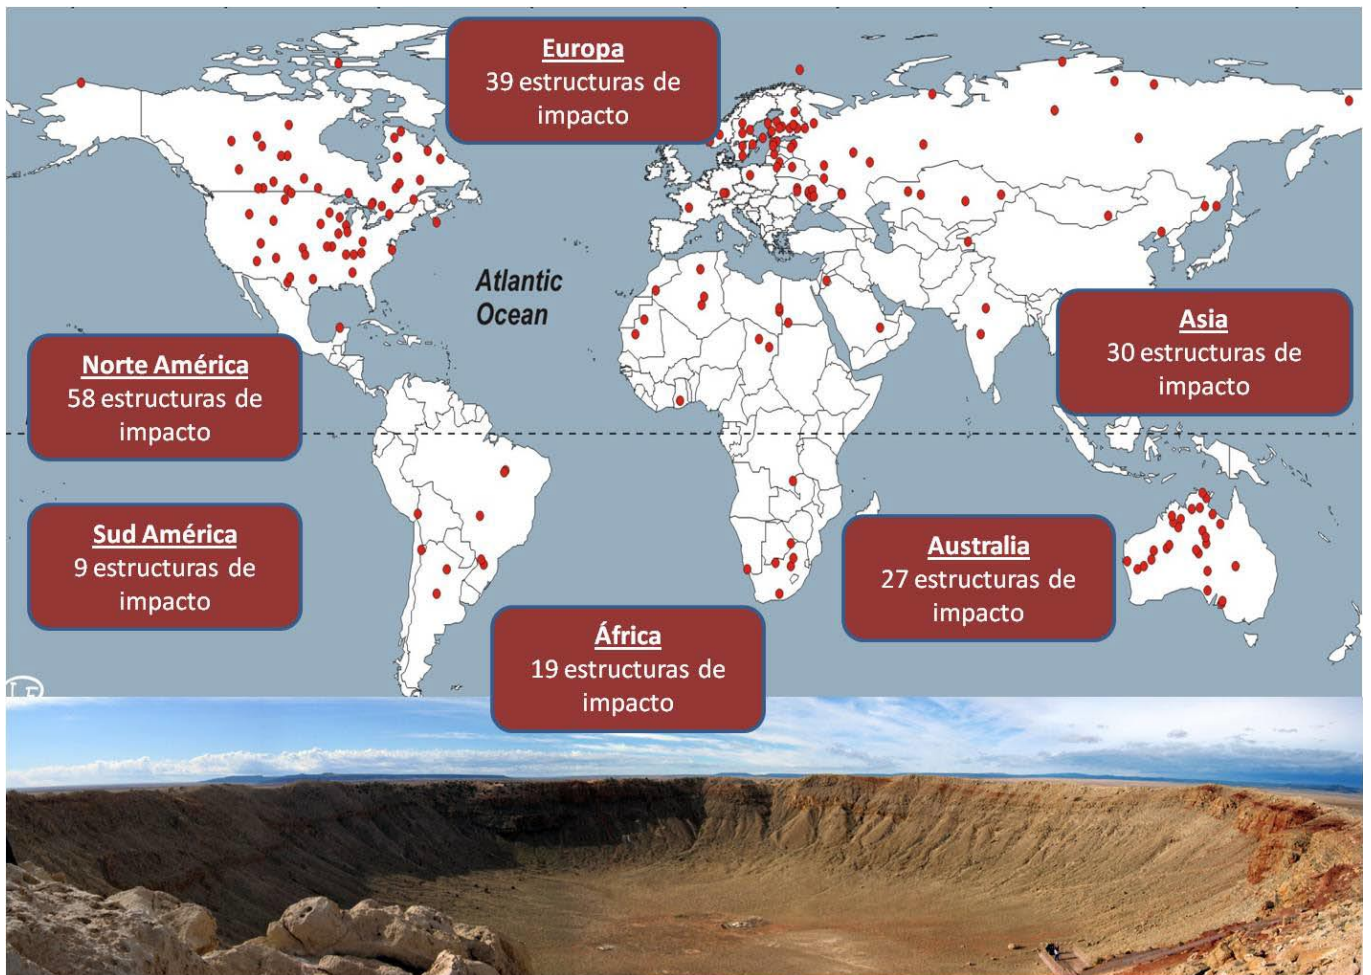 Europa
39 estructuras de
impacto
Atlantic
Ocean
Norte América
58 estructuras de
impacto
Asia
30 estructuras de
impacto
Sud América
9 estructuras de
impacto
Australia
27 estructuras de
impacto
África
19 estructuras de
impacto